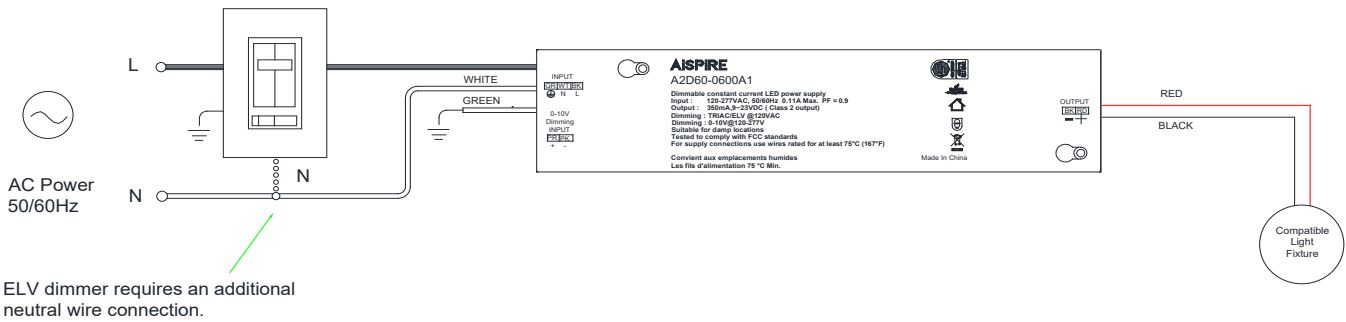 L
N
N
AC Power
50/60Hz
ELV dimmer requires an additional
neutral wire connection.
WHITE
GREEN
INPUT
GR WT BK
N L
0-10V
Dimming
INPUT
PR PK
+ -
AiSPIRE
A2D60-0600A1
Dimmable constant current LED power supply
Input : 120-277VAC, 50/60Hz 0.11A Max. PF = 0.9
Output : 350mA,9~23VDC ( Class 2 output)
Dimming : TRIAC/ELV @120VAC
Dimming : 0-10V@120-277V
Suitable for damp locations
Tested to comply with FCC standards
For supply connections use wires rated for at least 75°C (167°F)
Convient aux emplacements humides
Les fils d'alimentation 75 °C Min.
Made In China
OUTPUT
BK RD
- +
RED
BLACK
Compatible
Light
Fixture